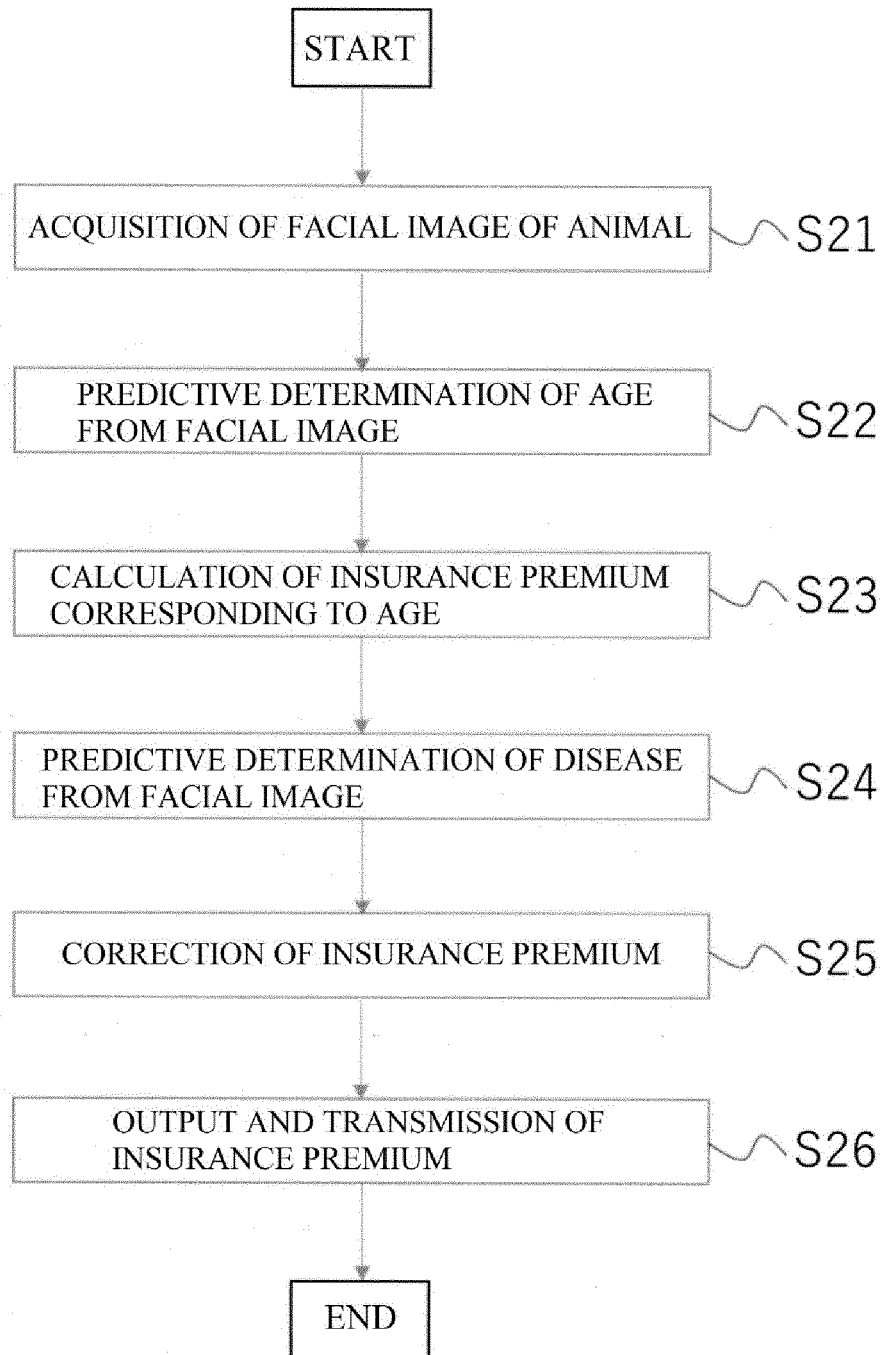 START
ACQUISITION OF FACIAL IMAGE OF ANIMAL
S21
PREDICTIVE DETERMINATION OF AGE
FROM FACIAL IMAGE
S22
CALCULATION OF INSURANCE PREMIUM
CORRESPONDING TO AGE
S23
PREDICTIVE DETERMINATION OF DISEASE
FROM FACIAL IMAGE
S24
CORRECTION OF INSURANCE PREMIUM
S25
OUTPUT AND TRANSMISSION OF
INSURANCE PREMIUM
S26
END